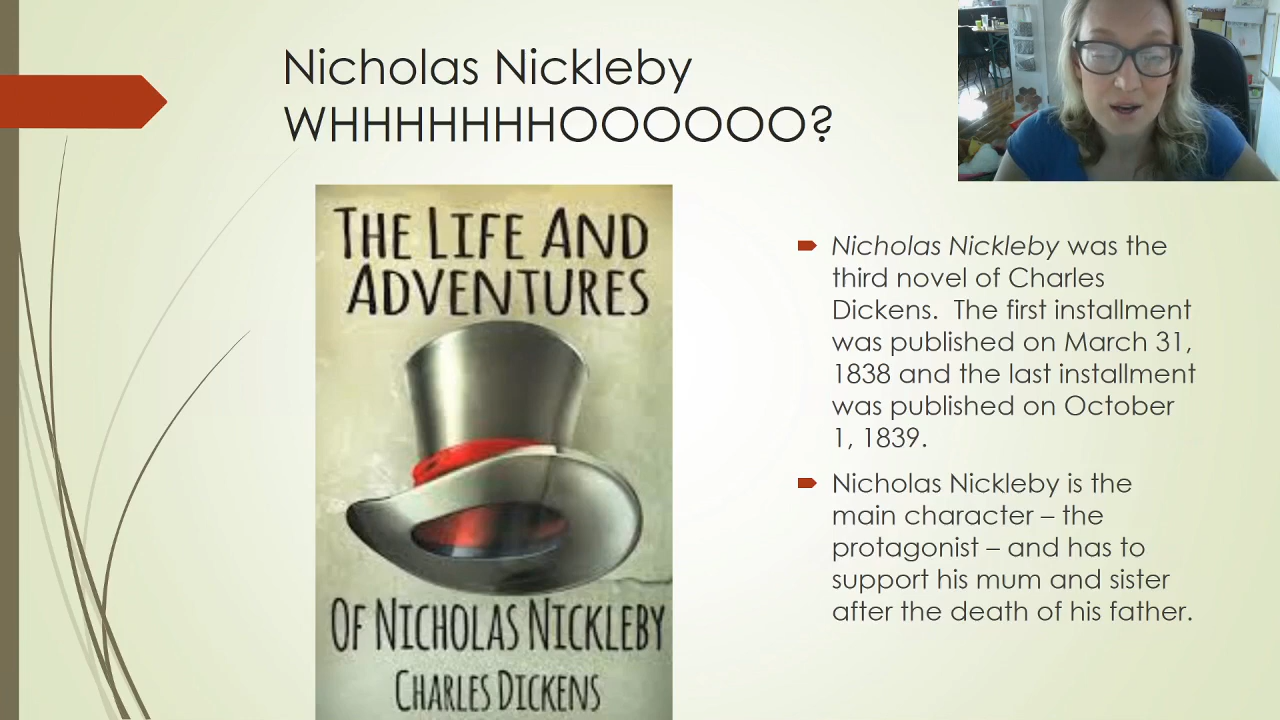 Nicholas Nickleby
WHHHHHHHOOOOOO?
THE LIFE AND
ADVENTURES
OF NICHOLAS NICKLEBY
CHARLES DICKENS
Nicholas Nickleby was the
third novel of Charles
Dickens.  The first installment
was published on March 31,
1838 and the last installment
was published on October
1, 1839.
Nicholas Nickleby is the
main character – the
protagonist – and has to
support his mum and sister
after the death of his father.